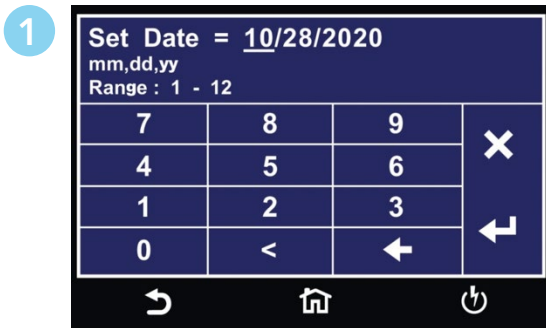 1
Set Date = 10/28/2020
mm,dd,yy
Range : 1 - 12
7 8 9
4 5 6
1 2 3
0 <